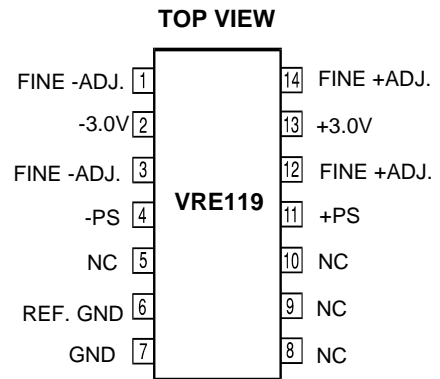 TOP VIEW
FINE -ADJ. 1 14 FINE +ADJ.
-3.0V 2 13 +3.0V
FINE -ADJ. 3 12 FINE +ADJ.
-PS 4 VRE119 11 +PS
NC 5 10 NC
REF. GND 6 9 NC
GND 7 8 NC